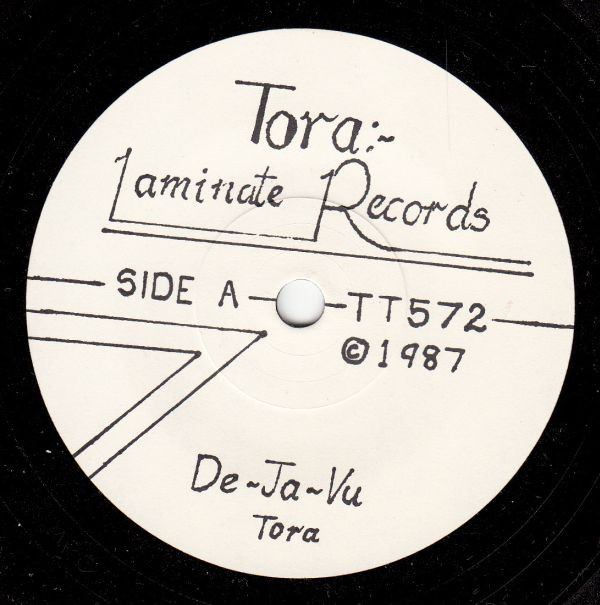 Tora:~
Laminate Records
SIDE A — — TT572 —
©1987
De~Ja~Vu
Tora